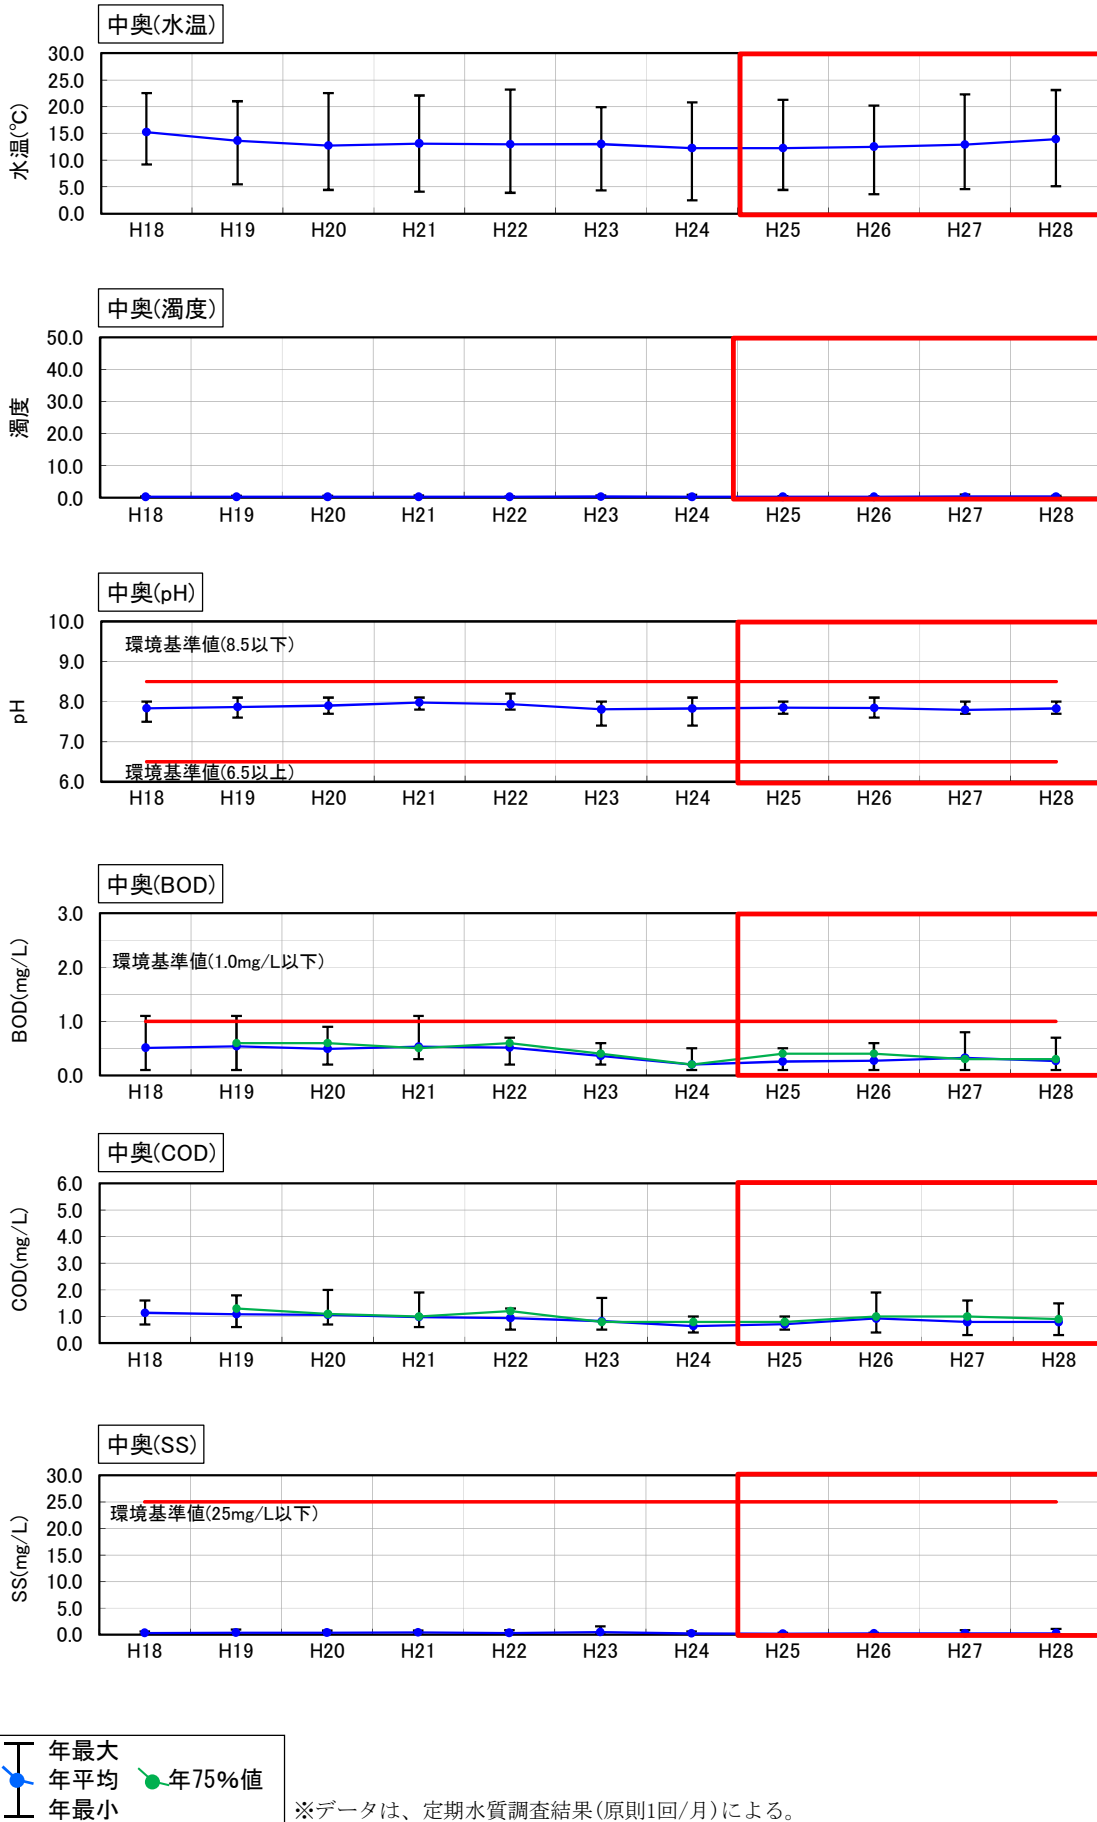 中奥(水温)
30.0
25.0
20.0
15.0
10.0
5.0
0.0
水温(℃)
H18 H19 H20 H21 H22 H23 H24 H25 H26 H27 H28
中奥(濁度)
50.0
40.0
30.0
20.0
10.0
0.0
濁度
H18 H19 H20 H21 H22 H23 H24 H25 H26 H27 H28
中奥(pH)
10.0
9.0
8.0
7.0
6.0
pH
環境基準値(8.5以下)
環境基準値(6.5以上)
H18 H19 H20 H21 H22 H23 H24 H25 H26 H27 H28
中奥(BOD)
3.0
2.0
1.0
0.0
BOD(mg/L)
環境基準値(1.0mg/L以下)
H18 H19 H20 H21 H22 H23 H24 H25 H26 H27 H28
中奥(COD)
6.0
5.0
4.0
3.0
2.0
1.0
0.0
COD(mg/L)
H18 H19 H20 H21 H22 H23 H24 H25 H26 H27 H28
中奥(SS)
30.0
25.0
20.0
15.0
10.0
5.0
0.0
SS(mg/L)
環境基準値(25mg/L以下)
H18 H19 H20 H21 H22 H23 H24 H25 H26 H27 H28
年最大
年平均 年75%値
年最小
※データは、定期水質調査結果(原則1回/月)による。